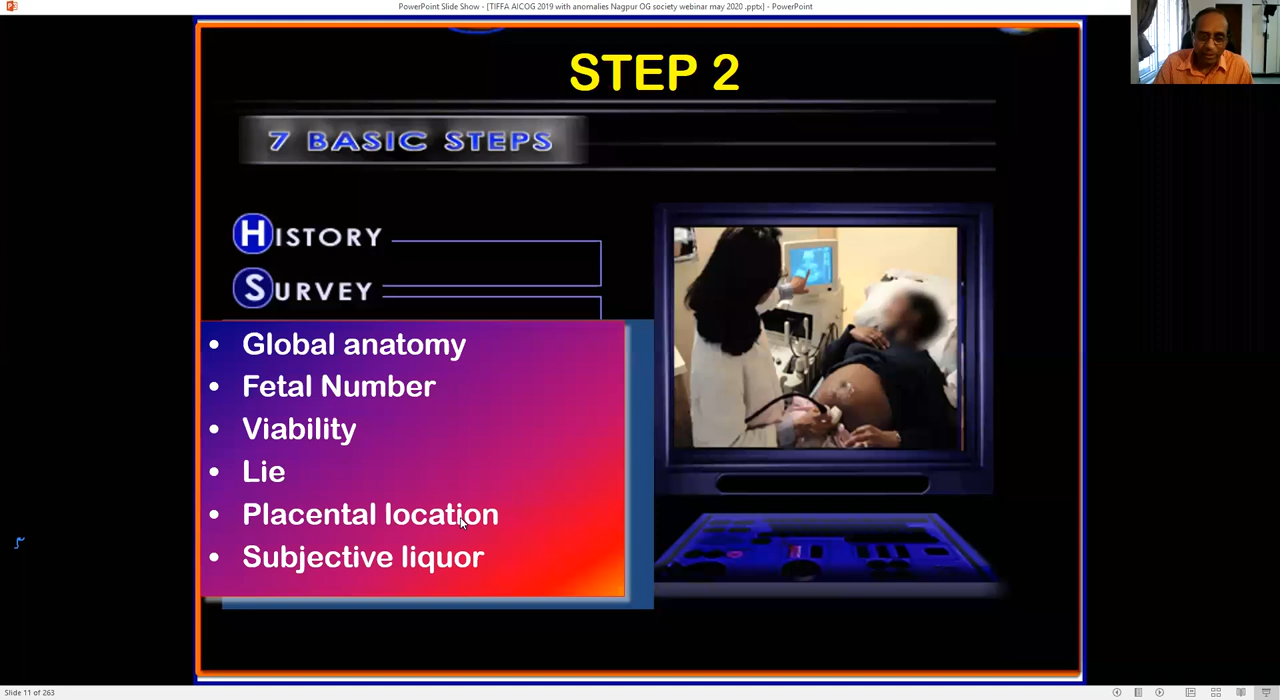 PowerPoint Slide Show - [TIFFA AICOG 2019 with anomalies Nagpur OG society webinar may 2020 .pptx] - PowerPoint
STEP 2
7 BASIC STEPS
HISTORY
SURVEY
• Global anatomy
• Fetal Number
• Viability
• Lie
• Placental location
• Subjective liquor
Slide 11 of 263